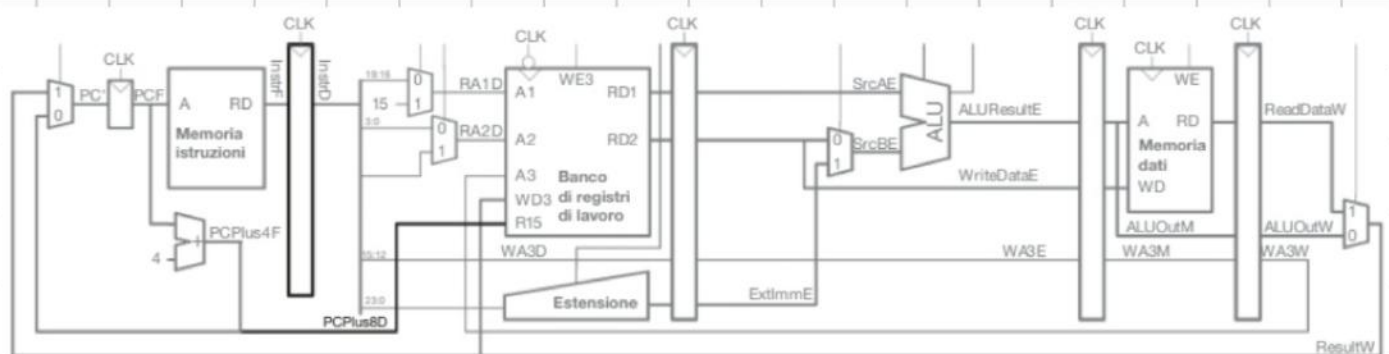 CLK
CLK
CLK
CLK
CLK
CLK
CLK
1
0
PC'
PCF
A
RD
Memoria
istruzioni
InstrF
InstrD
19:16
15
0
1
RA1D
3:0
0
1
RA2D
A1
WE3
RD1
A2
RD2
A3
Banco
di registri
di lavoro
WD3
R15
SrcAE
0
1
SrcBE
ALU
ALUResultE
WriteDataE
A
RD
WE
Memoria
dati
WD
ReadDataW
ALUOutM
ALUOutW
1
0
PCPlus4F
+
4
15:12
WA3D
WA3E
WA3M
WA3W
23:0
Estensione
ExtImmE
PCPlus8D
ResultW